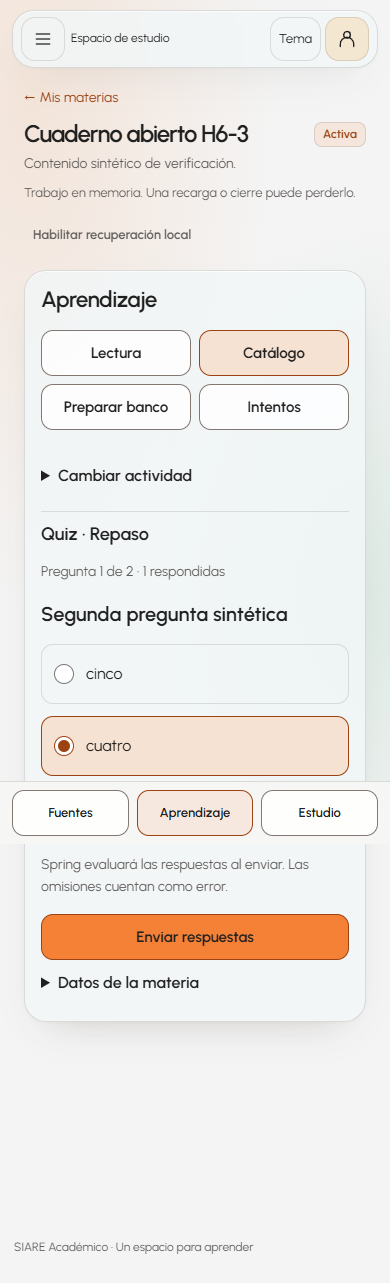 Espacio de estudio
Tema
← Mis materias
Cuaderno abierto H6-3
Activa
Contenido sintético de verificación.
Trabajo en memoria. Una recarga o cierre puede perderlo.
Habilitar recuperación local
Aprendizaje
Lectura
Catálogo
Preparar banco
Intentos
Cambiar actividad
Quiz · Repaso
Pregunta 1 de 2 · 1 respondidas
Segunda pregunta sintética
cinco
cuatro
Fuentes
Aprendizaje
Estudio
Spring evaluará las respuestas al enviar. Las
omisiones cuentan como error.
Enviar respuestas
Datos de la materia
SIARE Académico · Un espacio para aprender